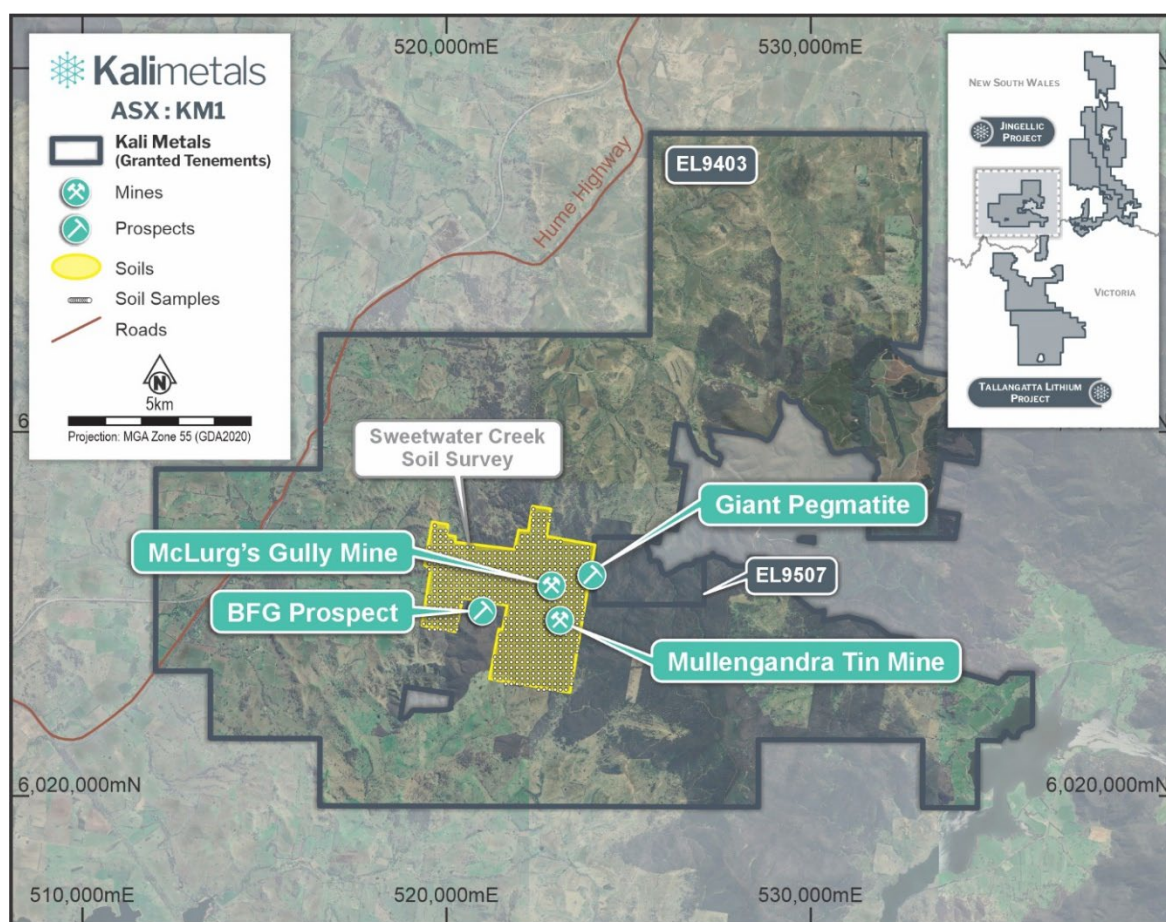 520,000mE
530,000mE
Kalimetals
ASX : KM1
Kali Metals
(Granted Tenements)
Mines
Prospects
Soils
Soil Samples
Roads
N
5km
Projection: MGA Zone 55 (GDA2020)
Hume Highway
EL9403
NEW SOUTH WALES
JINGELLIC
PROJECT
VICTORIA
TALLANGATTA LITHIUM
PROJECT
6
Sweetwater Creek
Soil Survey
Giant Pegmatite
McLurg's Gully Mine
EL9507
BFG Prospect
Mullengandra Tin Mine
6,020,000mN
6,020,000mN
510,000mE
520,000mE
530,000mE